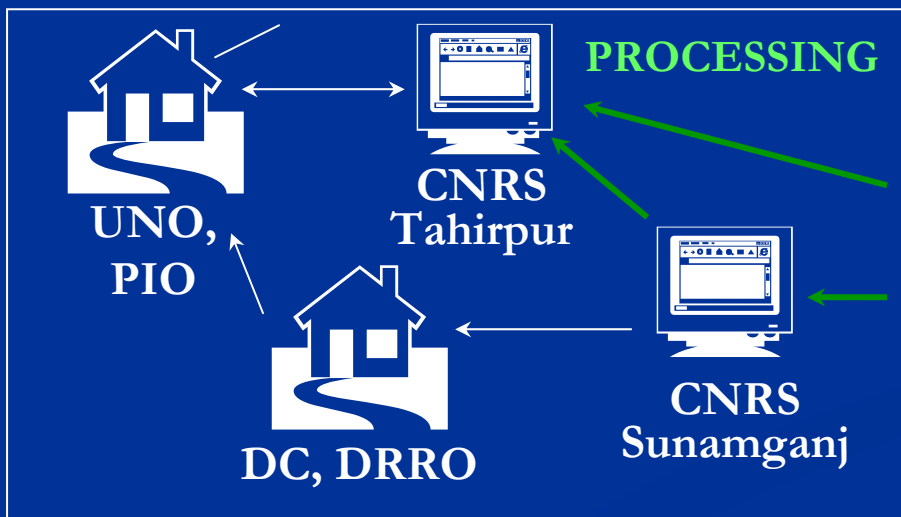 PROCESSING
CNRS
Tahirpur
UNO,
PIO
CNRS
Sunamganj
DC, DRRO